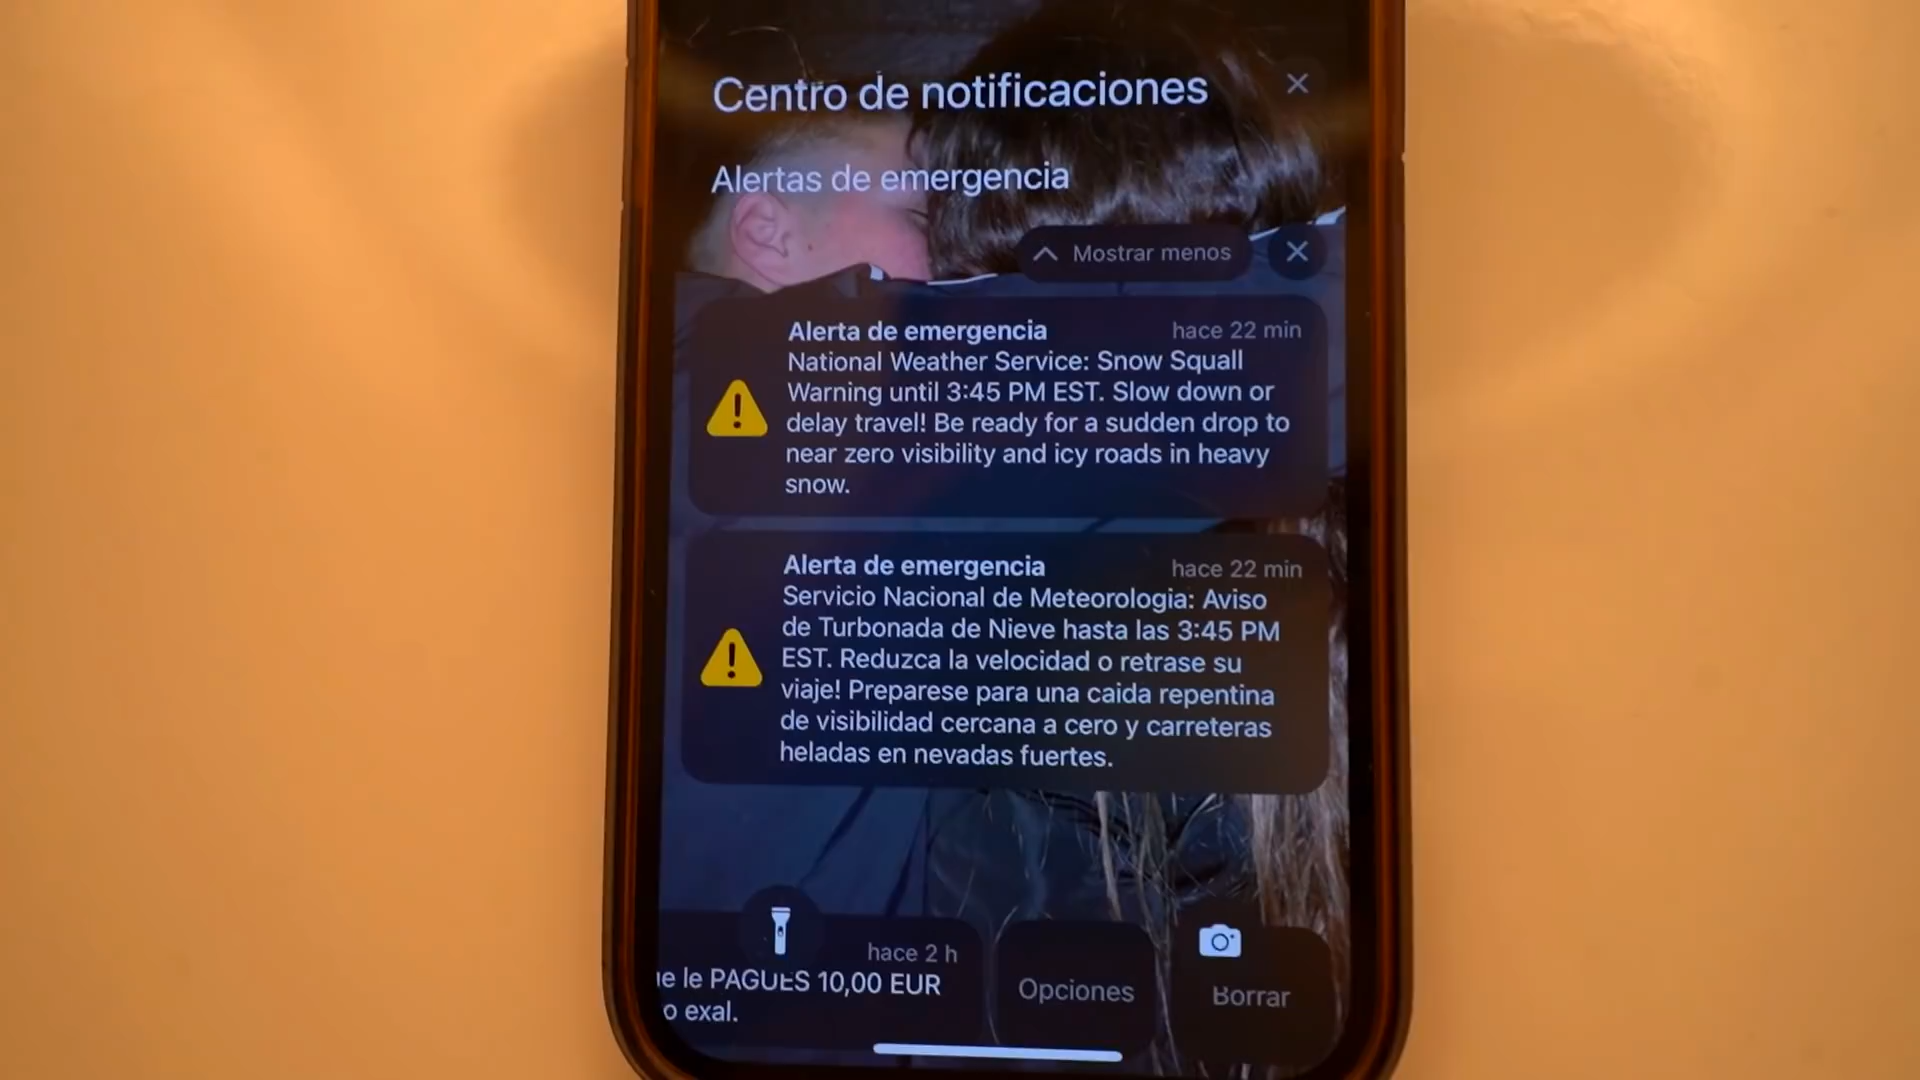 Centro de notificaciones
Alertas de emergencia
Mostrar menos
Alerta de emergencia hace 22 min
National Weather Service: Snow Squall
Warning until 3:45 PM EST. Slow down or
delay travel! Be ready for a sudden drop to
near zero visibility and icy roads in heavy
snow.
Alerta de emergencia hace 22 min
Servicio Nacional de Meteorologia: Aviso
de Turbonada de Nieve hasta las 3:45 PM
EST. Reduzca la velocidad o retrase su
viaje! Preparese para una caida repentina
de visibilidad cercana a cero y carreteras
heladas en nevadas fuertes.
hace 2 h
le PAGUES 10,00 EUR
o exal.
Opciones
Borrar